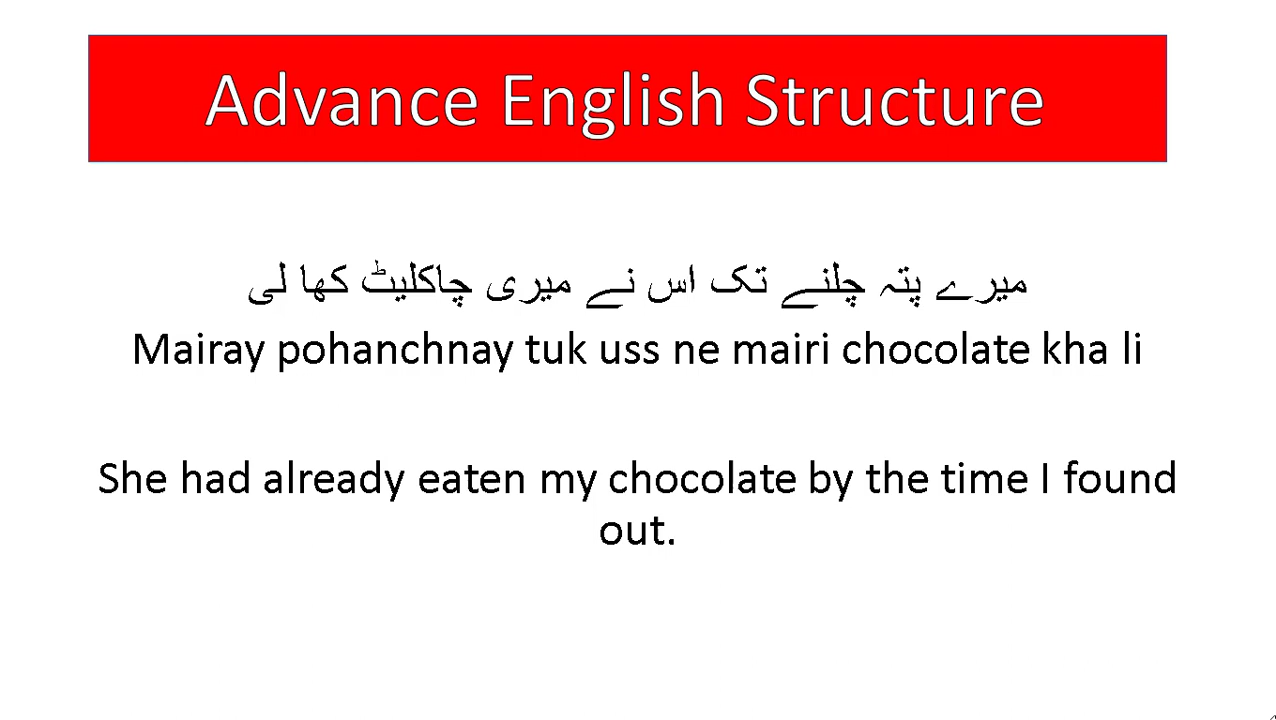 Advance English Structure
میرے پتہ چلنے تک اس نے میری چاکلیٹ کھا لی
Mairay pohanchnay tuk uss ne mairi chocolate kha li
She had already eaten my chocolate by the time I found
out.